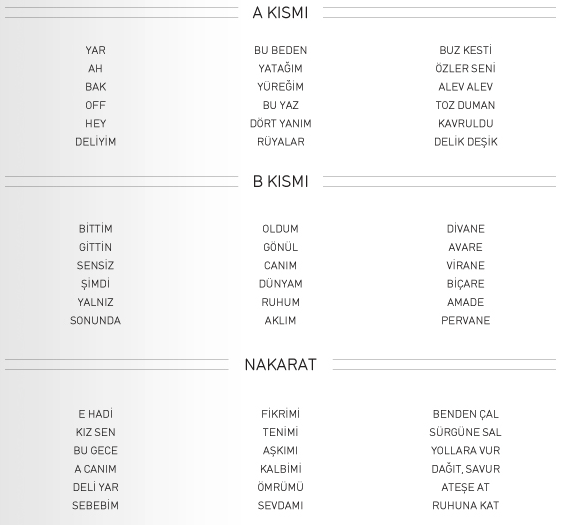 A KISMI
YAR BU BEDEN BUZ KESTİ
AH YATAĞIM ÖZLER SENİ
BAK YÜREĞİM ALEV ALEV
OFF BU YAZ TOZ DUMAN
HEY DÖRT YANIM KAVRULDU
DELİYİM RÜYALAR DELİK DEŞİK
B KISMI
BİTTİM OLDUM DİVANE
GİTTİN GÖNÜL AVARE
SENSİZ CANIM VİRANE
ŞİMDİ DÜNYAM BİÇARE
YALNIZ RUHUM AMADE
SONUNDA AKLIM PERVANE
NAKARAT
E HADİ FİKRİMİ BENDEN ÇAL
KIZ SEN TENİMİ SÜRGÜNE SAL
BU GECE AŞKIMI YOLLARA VUR
A CANIM KALBİMİ DAĞIT, SAVUR
DELİ YAR ÖMRÜMÜ ATEŞE AT
SEBEBİM SEVDAMI RUHUNA KAT